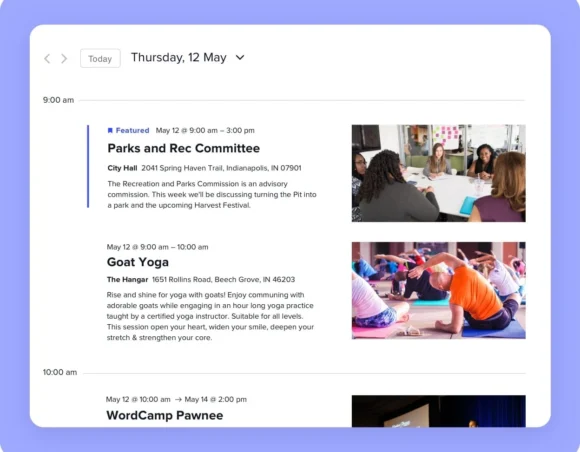 Today Thursday, 12 May
9:00 am
Featured May 12 @ 9:00 am – 3:00 pm
Parks and Rec Committee
City Hall 2041 Spring Haven Trail, Indianapolis, IN 07901
The Recreation and Parks Commission is an advisory
commission. This week we'll be discussing turning the Pit into
a park and the upcoming Harvest Festival.
May 12 @ 9:00 am – 10:00 am
Goat Yoga
The Hangar 1651 Rollins Road, Beech Grove, IN 46203
Rise and shine for yoga with goats! Enjoy communing with
adorable goats while engaging in an hour long yoga practice
taught by a certified yoga instructor. Suitable for all levels.
This session open your heart, widen your smile, deepen your
stretch & strengthen your core.
10:00 am
May 12 @ 10:00 am → May 14 @ 2:00 pm
WordCamp Pawnee